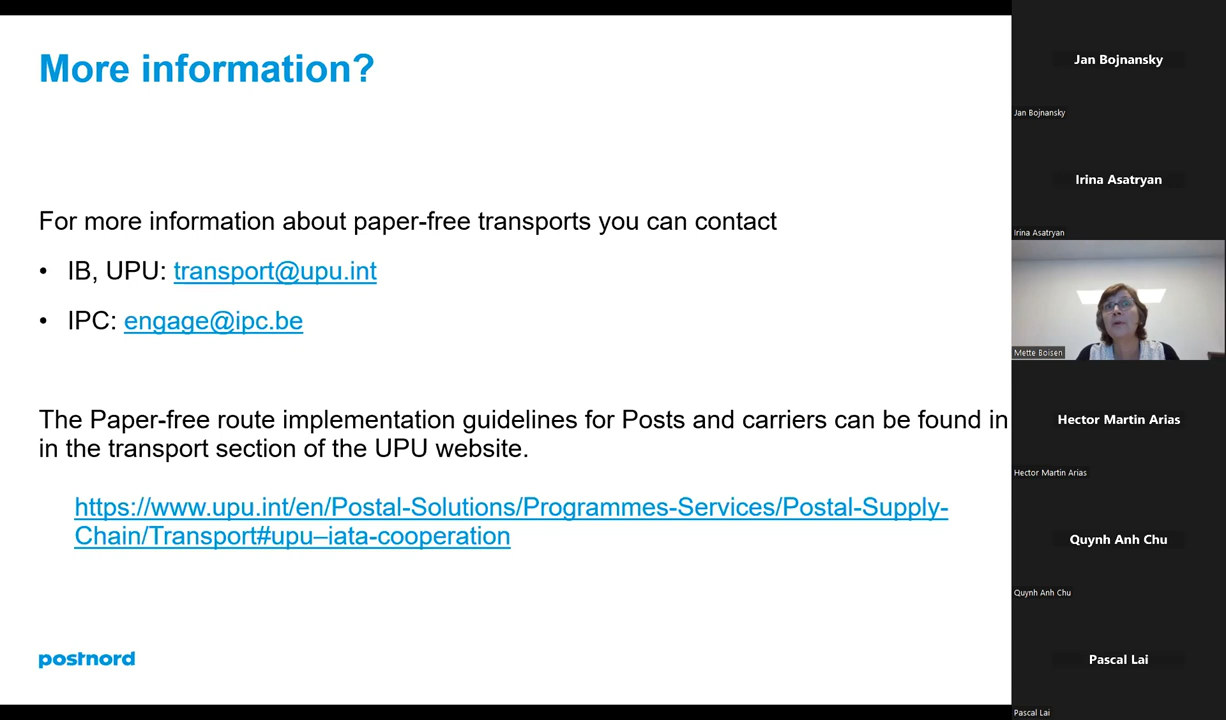 More information?
For more information about paper-free transports you can contact
• IB, UPU: transport@upu.int
• IPC: engage@ipc.be
The Paper-free route implementation guidelines for Posts and carriers can be found in
in the transport section of the UPU website.
https://www.upu.int/en/Postal-Solutions/Programmes-Services/Postal-Supply-
Chain/Transport#upu–iata-cooperation
postnord
Jan Bojnansky
Jan Bojnansky
Irina Asatryan
Irina Asatryan
Mette Boisen
Hector Martin Arias
Hector Martin Arias
Quynh Anh Chu
Quynh Anh Chu
Pascal Lai
Pascal Lai